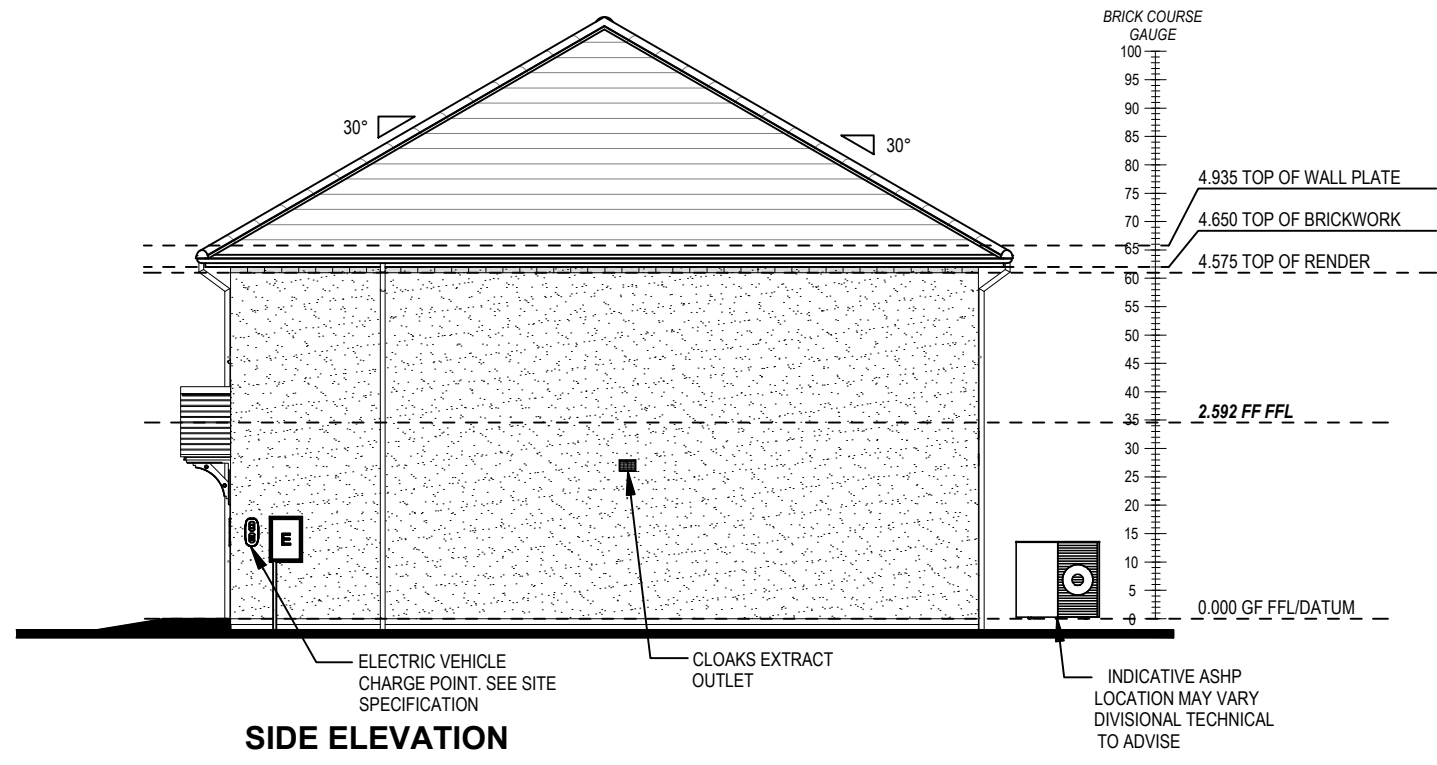 BRICK COURSE
GAUGE
100
95
90
85
80
75
70
65
60
55
50
45
40
35
30
25
20
15
10
5
0
30°
30°
4.935 TOP OF WALL PLATE
4.650 TOP OF BRICKWORK
4.575 TOP OF RENDER
2.592 FF FFL
0.000 GF FFL/DATUM
E
ELECTRIC VEHICLE
CHARGE POINT. SEE SITE
SPECIFICATION
CLOAKS EXTRACT
OUTLET
INDICATIVE ASHP
LOCATION MAY VARY
DIVISIONAL TECHNICAL
TO ADVISE
SIDE ELEVATION